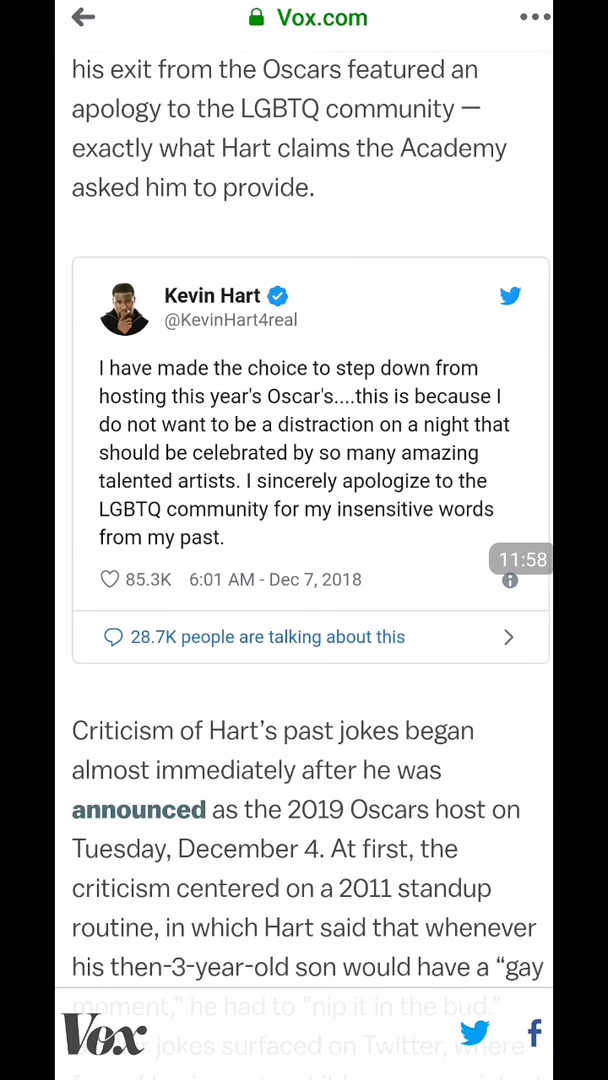 Vox.com
his exit from the Oscars featured an
apology to the LGBTQ community —
exactly what Hart claims the Academy
asked him to provide.
Kevin Hart
@KevinHart4real
I have made the choice to step down from
hosting this year's Oscar's....this is because I
do not want to be a distraction on a night that
should be celebrated by so many amazing
talented artists. I sincerely apologize to the
LGBTQ community for my insensitive words
from my past.
11:58
85.3K 6:01 AM - Dec 7, 2018
28.7K people are talking about this
Criticism of Hart’s past jokes began
almost immediately after he was
announced as the 2019 Oscars host on
Tuesday, December 4. At first, the
criticism centered on a 2011 standup
routine, in which Hart said that whenever
his then-3-year-old son would have a “gay
moment,” he had to “nip it in the bud.”
Vox jokes surfaced on Twitter, where